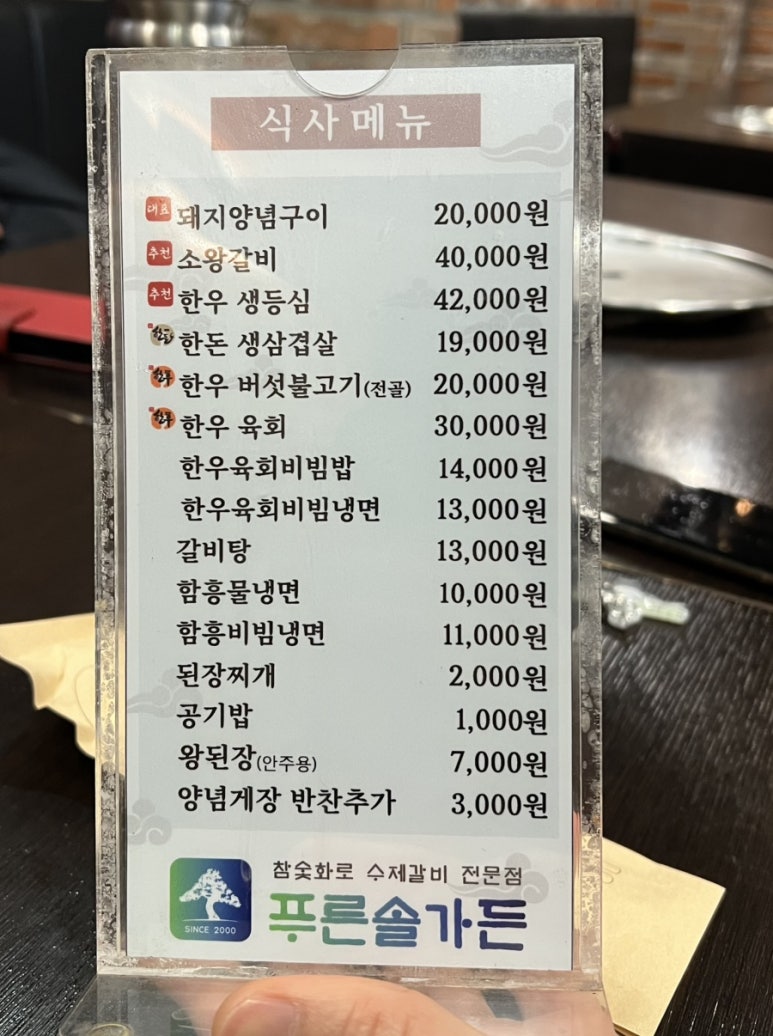 식사메뉴
대표 돼지양념구이 20,000원
추천 소왕갈비 40,000원
추천 한우 생등심 42,000원
한돈 한돈 생삼겹살 19,000원
한우 한우 버섯불고기(전골) 20,000원
한우 한우 육회 30,000원
한우육회비빔밥 14,000원
한우육회비빔냉면 13,000원
갈비탕 13,000원
함흥물냉면 10,000원
함흥비빔냉면 11,000원
된장찌개 2,000원
공기밥 1,000원
왕된장(안주용) 7,000원
양념게장 반찬추가 3,000원
참숯화로 수제갈비 전문점
SINCE 2000
푸른솔가든